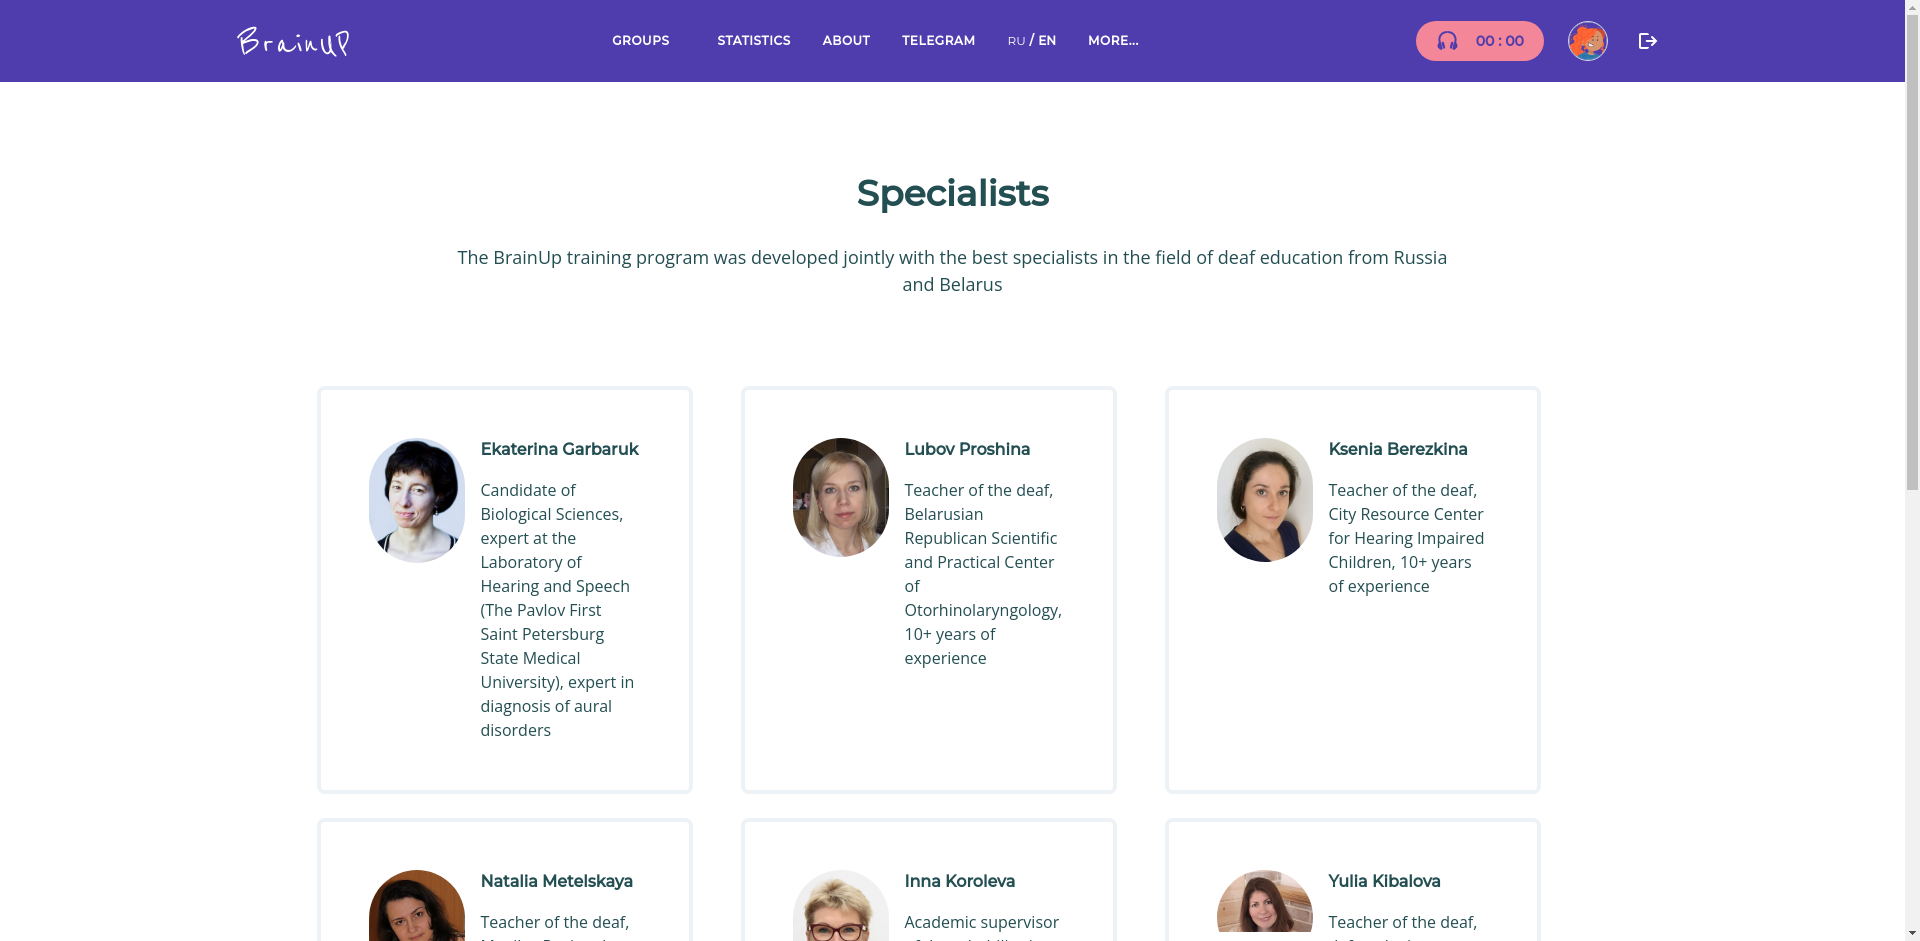 BrainUP
GROUPS
STATISTICS
ABOUT
TELEGRAM
RU / EN
MORE...
00 : 00
Specialists
The BrainUp training program was developed jointly with the best specialists in the field of deaf education from Russia
and Belarus
Ekaterina Garbaruk
Candidate of
Biological Sciences,
expert at the
Laboratory of
Hearing and Speech
(The Pavlov First
Saint Petersburg
State Medical
University), expert in
diagnosis of aural
disorders
Lubov Proshina
Teacher of the deaf,
Belarusian
Republican Scientific
and Practical Center
of
Otorhinolaryngology,
10+ years of
experience
Ksenia Berezkina
Teacher of the deaf,
City Resource Center
for Hearing Impaired
Children, 10+ years
of experience
Natalia Metelskaya
Teacher of the deaf,
Inna Koroleva
Academic supervisor
Yulia Kibalova
Teacher of the deaf,